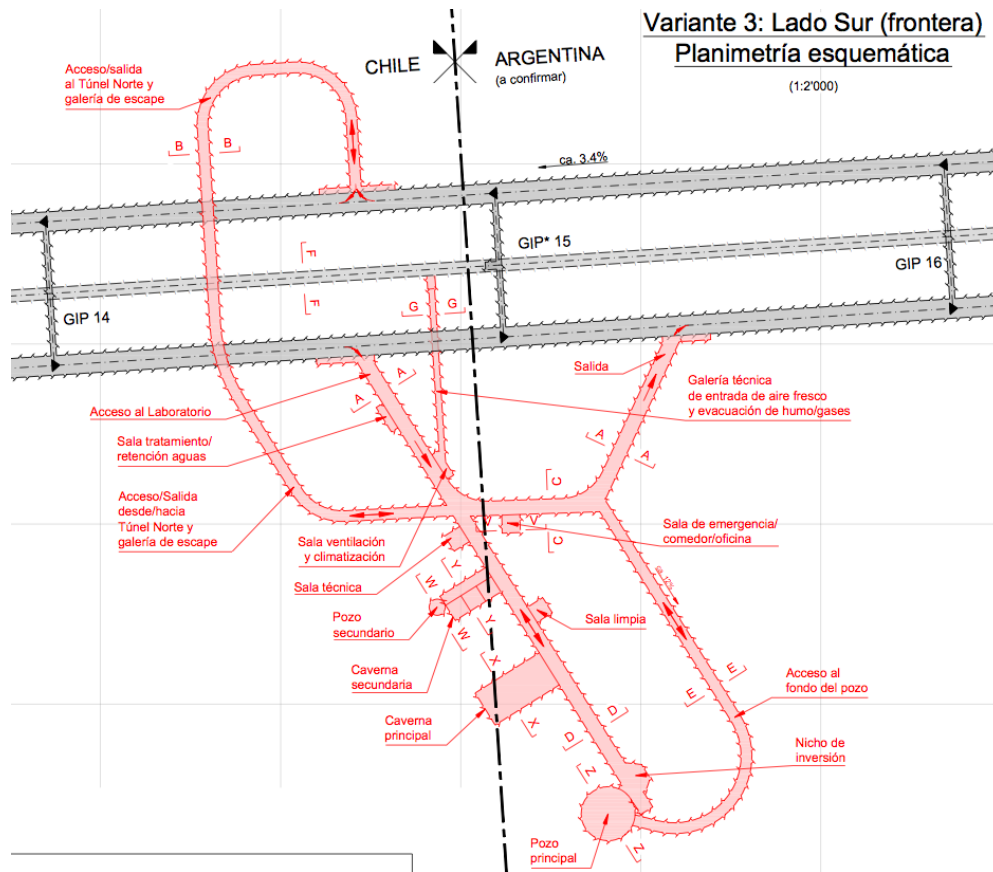 Variante 3: Lado Sur (frontera)
Planimetría esquemática
(1:2'000)
CHILE
ARGENTINA
(a confirmar)
Acceso/salida
al Túnel Norte y
galería de escape
B
B
ca. 3.4%
GIP* 15
GIP 16
GIP 14
F
F
G
G
Salida
Galería técnica
de entrada de aire fresco
y evacuación de humo/gases
Acceso al Laboratorio
A
A
Sala tratamiento/
retención aguas
A
A
Acceso/Salida
desde/hacia
Túnel Norte y
galería de escape
C
C
V
V
Sala de emergencia/
comedor/oficina
Sala ventilación
y climatización
Sala técnica
ca. 12%
W
Y
W
Y
Pozo
secundario
Sala limpia
Caverna
secundaria
X
X
E
E
Acceso al
fondo del pozo
Caverna
principal
D
D
Nicho de
inversión
Z
Z
Pozo
principal